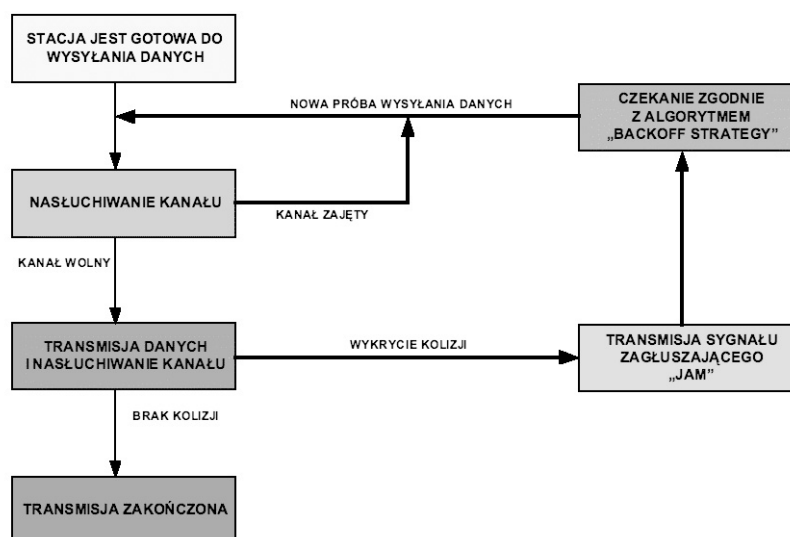 STACJA JEST GOTOWA DO
WYSYŁANIA DANYCH
NOWA PRÓBA WYSYŁANIA DANYCH
CZEKANIE ZGODNIE
Z ALGORYTMEM
„BACKOFF STRATEGY”
NASŁUCHIWANIE KANAŁU
KANAŁ ZAJĘTY
KANAŁ WOLNY
TRANSMISJA DANYCH
I NASŁUCHIWANIE KANAŁU
WYKRYCIE KOLIZJI
TRANSMISJA SYGNAŁU
ZAGŁUSZAJĄCEGO
„JAM”
BRAK KOLIZJI
TRANSMISJA ZAKOŃCZONA